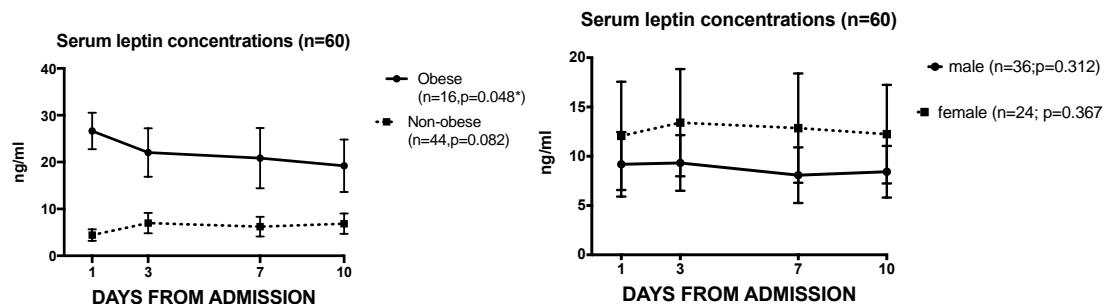 Serum leptin concentrations (n=60)
40
30
20
10
0
ng/ml
1 3 7 10
DAYS FROM ADMISSION
Obese
(n=16,p=0.048*)
Non-obese
(n=44,p=0.082)
Serum leptin concentrations (n=60)
20
15
10
5
0
ng/ml
1 3 7 10
DAYS FROM ADMISSION
male (n=36;p=0.312)
female (n=24; p=0.367